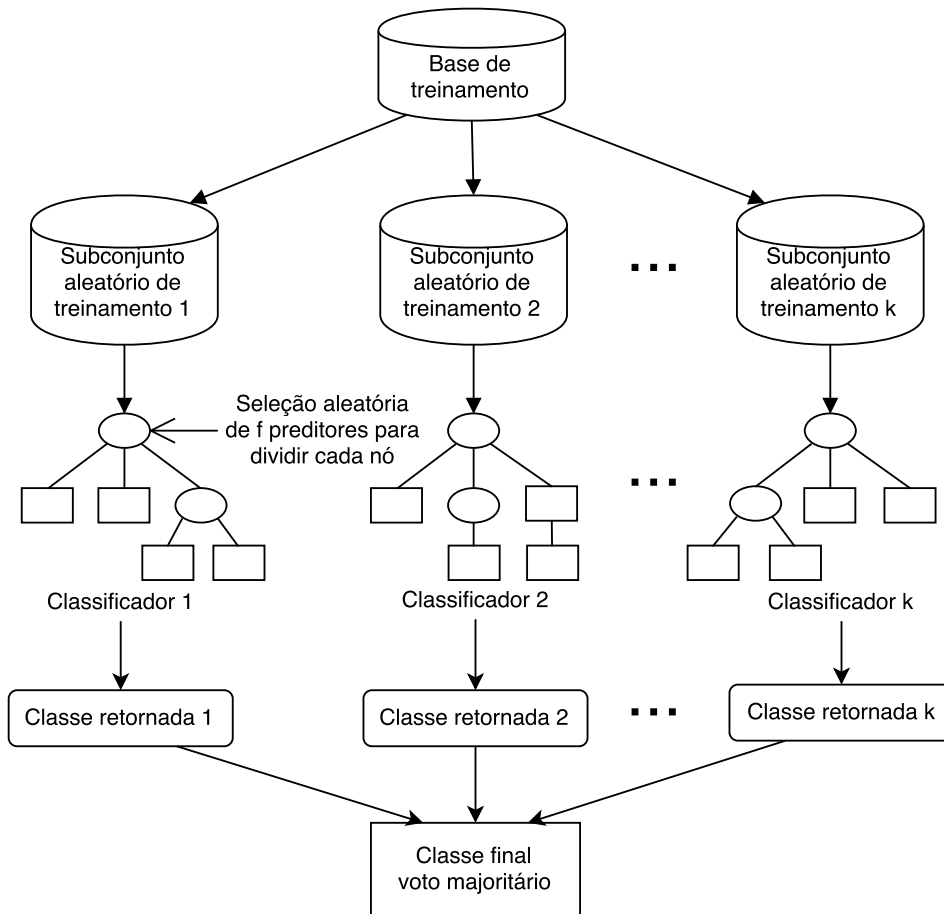 Base de
treinamento
Subconjunto
aleatório de
treinamento 1
Subconjunto
aleatório de
treinamento 2
...
Subconjunto
aleatório de
treinamento k
Seleção aleatória
de f preditores para
dividir cada nó
...
Classificador 1
Classificador 2
Classificador k
Classe retornada 1
Classe retornada 2
...
Classe retornada k
Classe final
voto majoritário